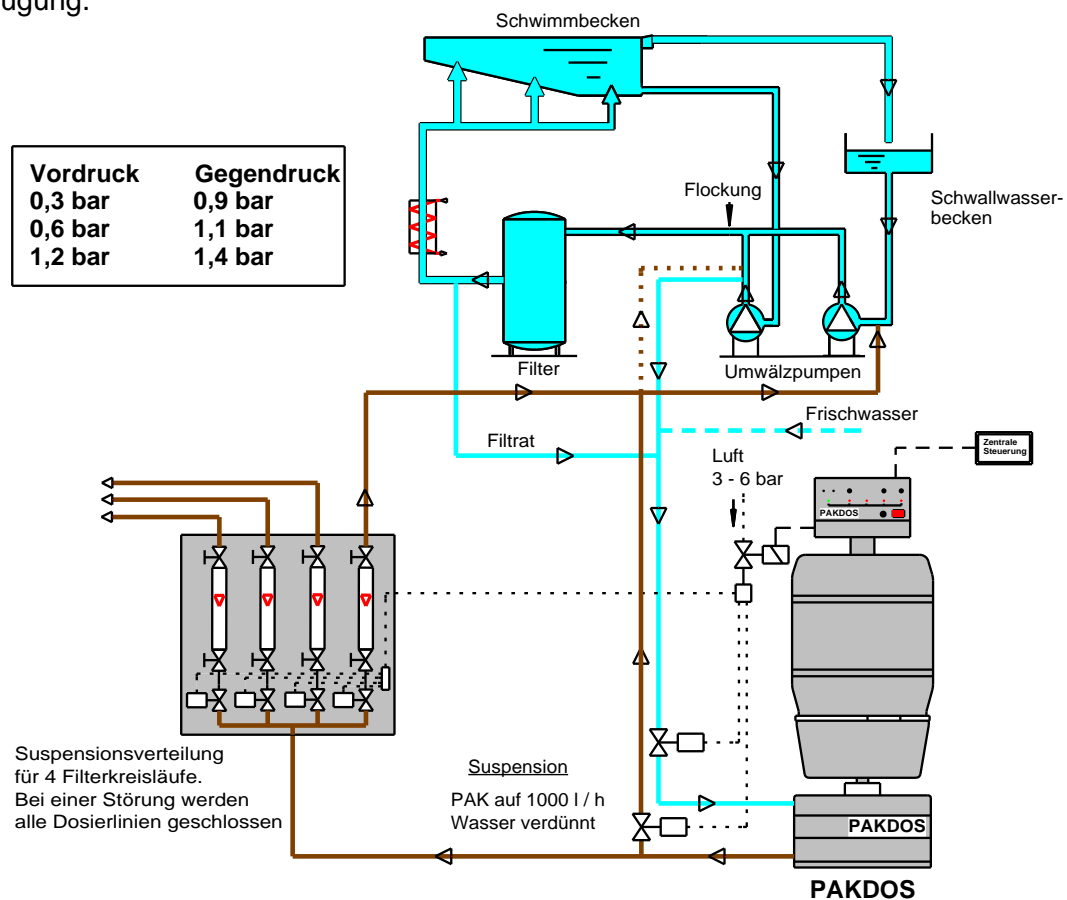 ügung.
Schwimmbecken
Vordruck Gegendruck
0,3 bar 0,9 bar
0,6 bar 1,1 bar
1,2 bar 1,4 bar
Flockung
Schwallwasser-
becken
Filter
Umwälzpumpen
Frischwasser
Filtrat
Luft
3 - 6 bar
Zentrale
Steuerung
PAKDOS
Suspensionsverteilung
für 4 Filterkreisläufe.
Bei einer Störung werden
alle Dosierlinien geschlossen
Suspension
PAK auf 1000 l / h
Wasser verdünnt
PAKDOS
PAKDOS